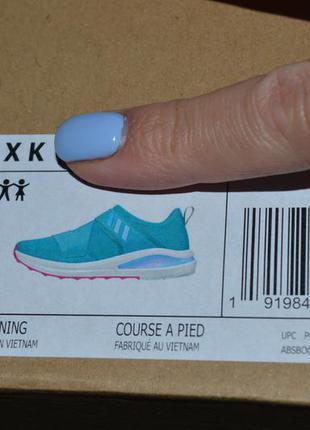 X K
NING
COURSE A PIED
N VIETNAM
FABRIQUÉ AU VIETNAM
1 91984
UPC
ABSBOO